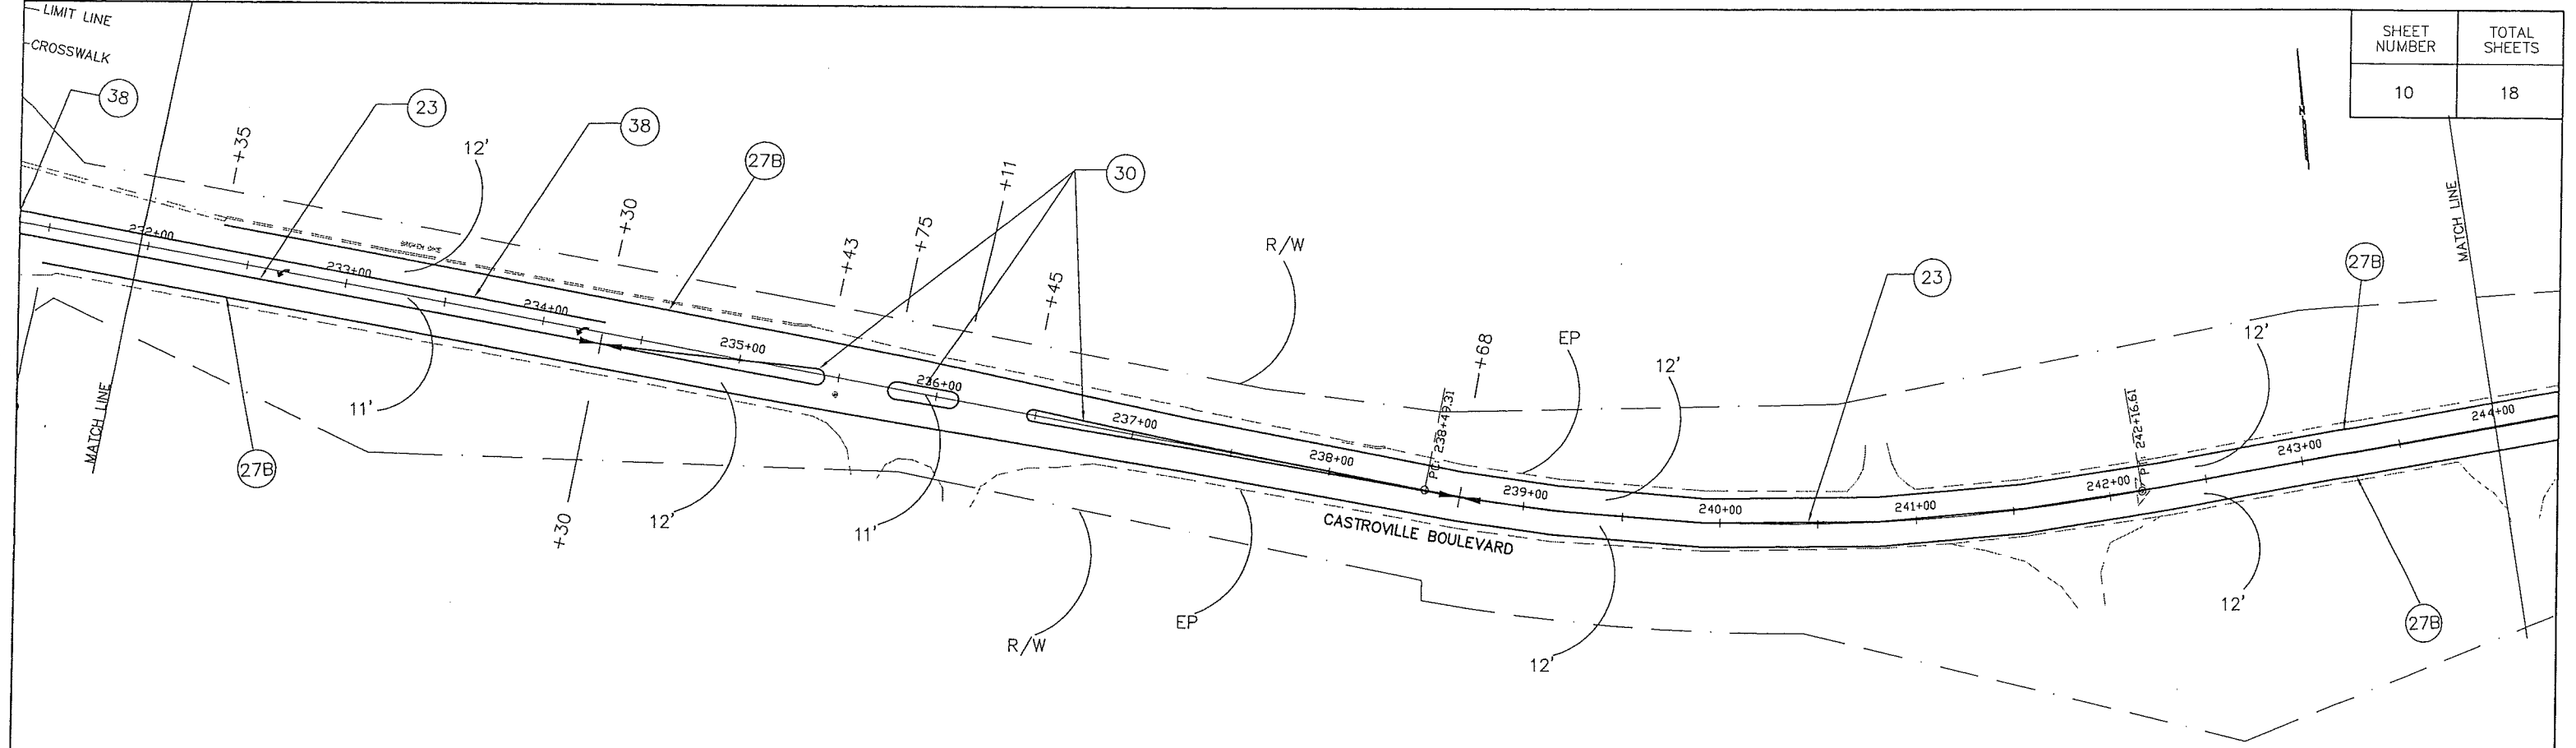 LIMIT LINE
CROSSWALK
SHEET NUMBER
TOTAL SHEETS
10
18
38
23
38
27B
30
+35
12'
+30
+43
+75
+11
+45
R/W
+68
EP
12'
23
27B
12'
MATCH LINE
N
232+00
233+00
234+00
235+00
236+00
237+00
238+00
239+00
240+00
241+00
242+00
243+00
244+00
PC: 238+49.31
242+16.61
MATCH LINE
27B
11'
+30
12'
11'
CASTROVILLE BOULEVARD
R/W
EP
12'
12'
27B